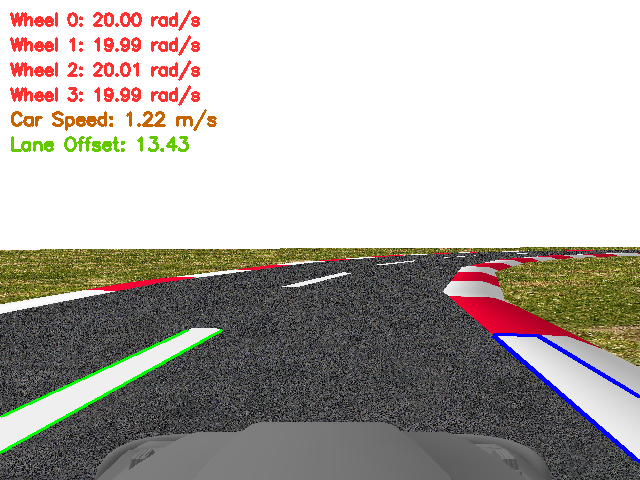 Wheel 0: 20.00 rad/s
Wheel 1: 19.99 rad/s
Wheel 2: 20.01 rad/s
Wheel 3: 19.99 rad/s
Car Speed: 1.22 m/s
Lane Offset: 13.43